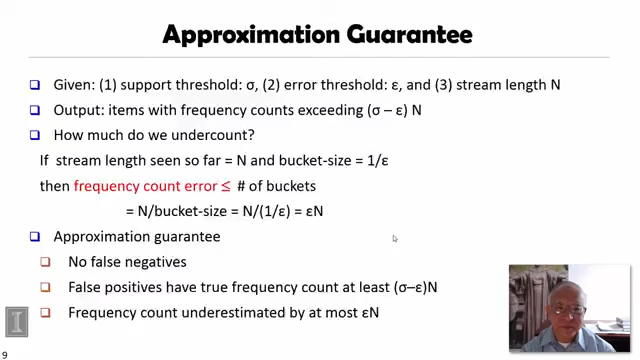 Approximation Guarantee
Given: (1) support threshold: σ, (2) error threshold: ε, and (3) stream length N
Output: items with frequency counts exceeding (σ – ε) N
How much do we undercount?
If stream length seen so far = N and bucket-size = 1/ε
then frequency count error ≤ # of buckets
= N/bucket-size = N/(1/ε) = εN
Approximation guarantee
No false negatives
False positives have true frequency count at least (σ–ε)N
Frequency count underestimated by at most εN
I
9